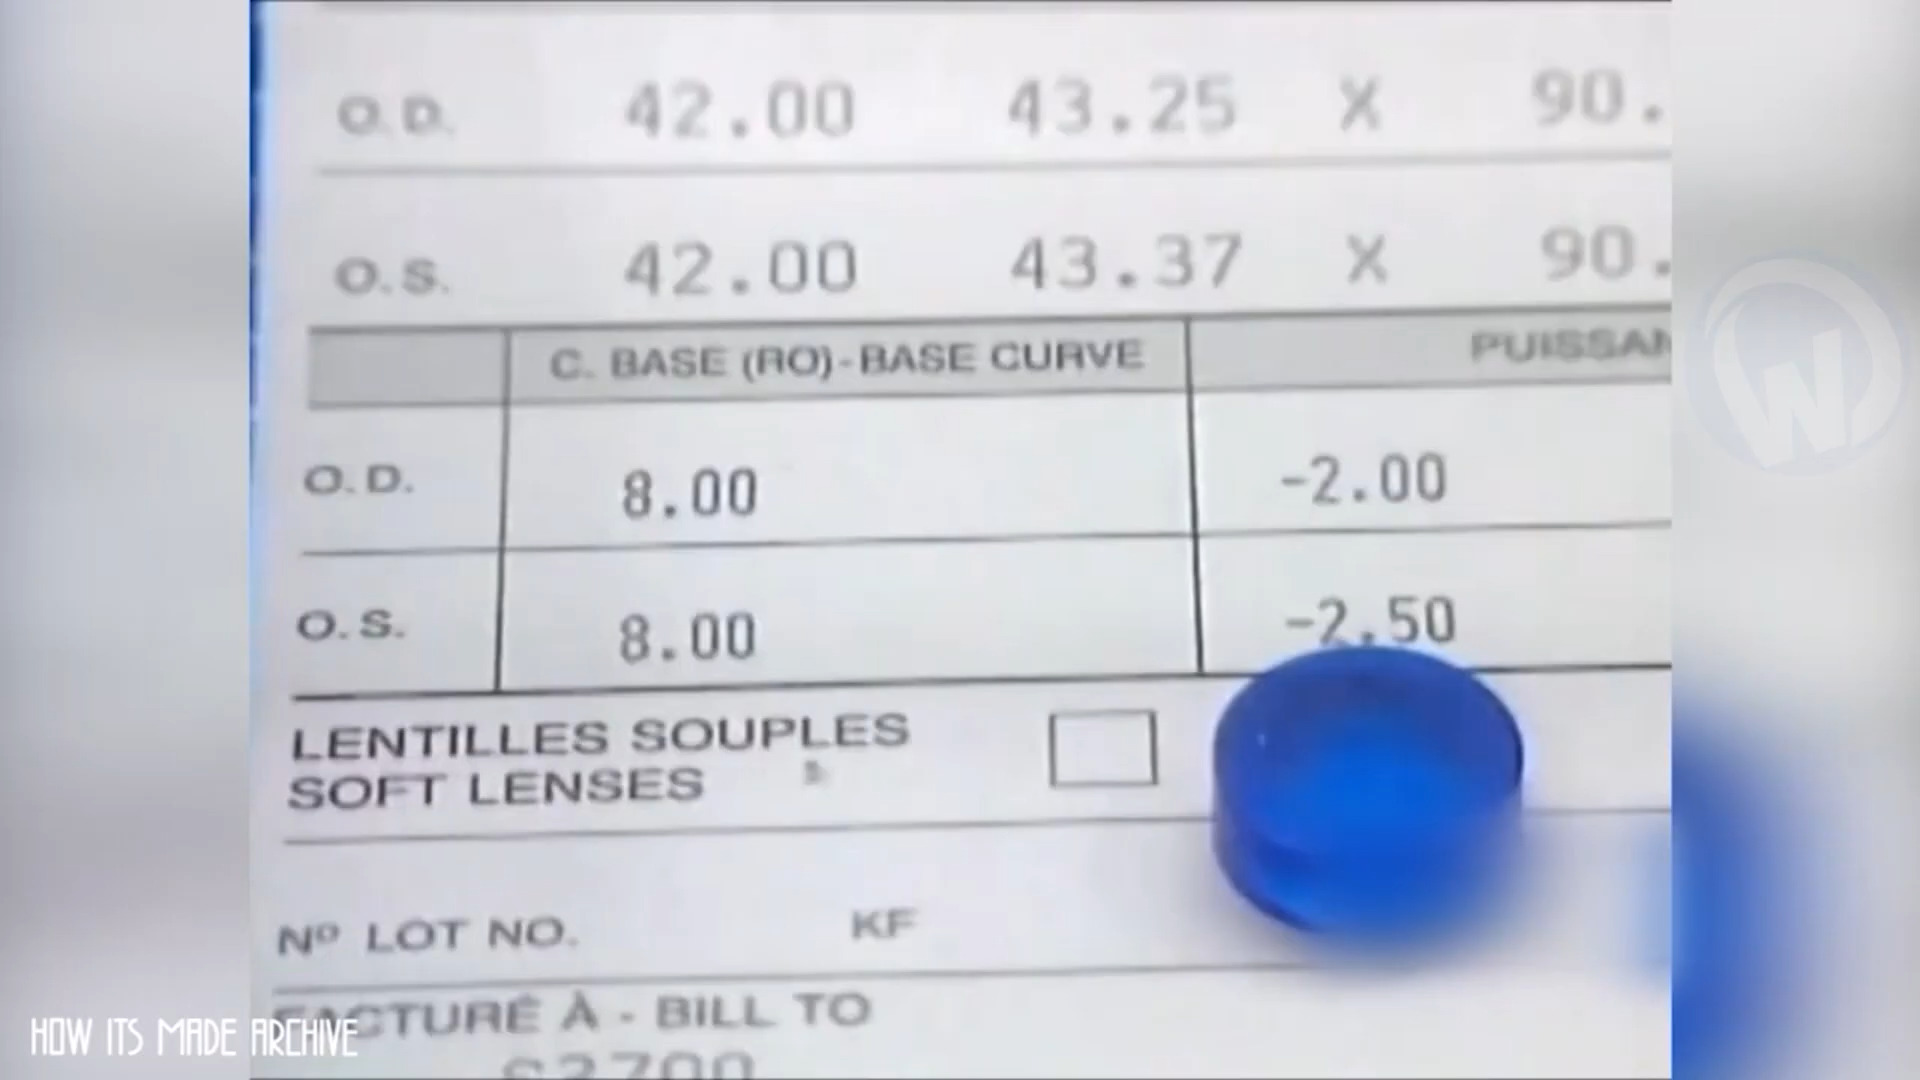 O.D. 42.00 43.25 X 90.
O.S. 42.00 43.37 X 90.
C. BASE (RO)-BASE CURVE
O.D. 8.00 -2.00
O.S. 8.00 -2.50
LENTILLES SOUPLES
SOFT LENSES
Nº LOT NO. KF
FACTURÉ À - BILL TO
HOW ITS MADE ARCHIVE
W